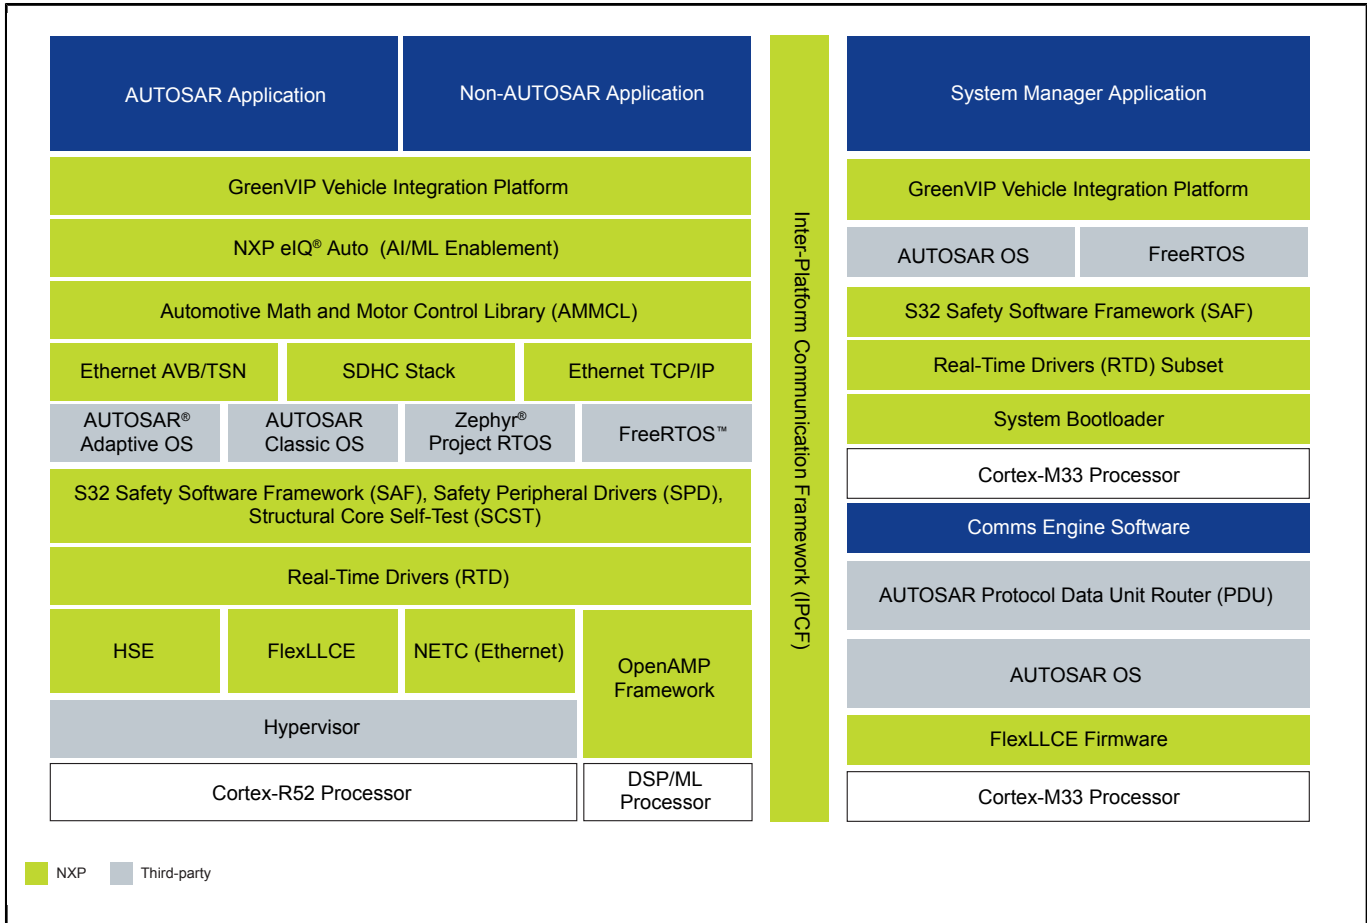 AUTOSAR Application
Non-AUTOSAR Application
GreenVIP Vehicle Integration Platform
NXP eIQ® Auto (AI/ML Enablement)
Automotive Math and Motor Control Library (AMMCL)
Ethernet AVB/TSN
SDHC Stack
Ethernet TCP/IP
AUTOSAR®
Adaptive OS
AUTOSAR
Classic OS
Zephyr®
Project RTOS
FreeRTOS™
S32 Safety Software Framework (SAF), Safety Peripheral Drivers (SPD),
Structural Core Self-Test (SCST)
Real-Time Drivers (RTD)
HSE
FlexLLCE
NETC (Ethernet)
OpenAMP
Framework
Hypervisor
Cortex-R52 Processor
DSP/ML
Processor
Inter-Platform Communication Framework (IPCF)
System Manager Application
GreenVIP Vehicle Integration Platform
AUTOSAR OS
FreeRTOS
S32 Safety Software Framework (SAF)
Real-Time Drivers (RTD) Subset
System Bootloader
Cortex-M33 Processor
Comms Engine Software
AUTOSAR Protocol Data Unit Router (PDU)
AUTOSAR OS
FlexLLCE Firmware
Cortex-M33 Processor
NXP
Third-party